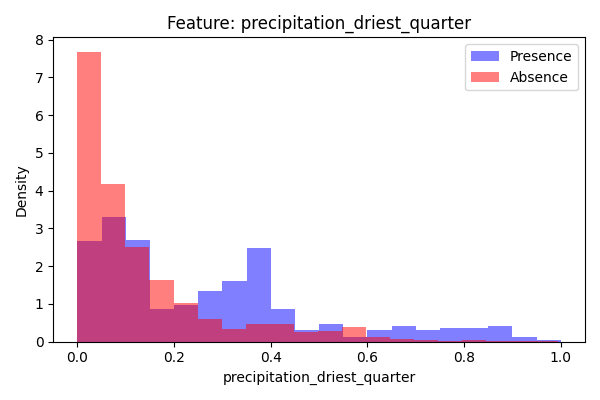 Feature: precipitation_driest_quarter
Presence
Absence
Density
8
7
6
5
4
3
2
1
0
0.0 0.2 0.4 0.6 0.8 1.0
precipitation_driest_quarter